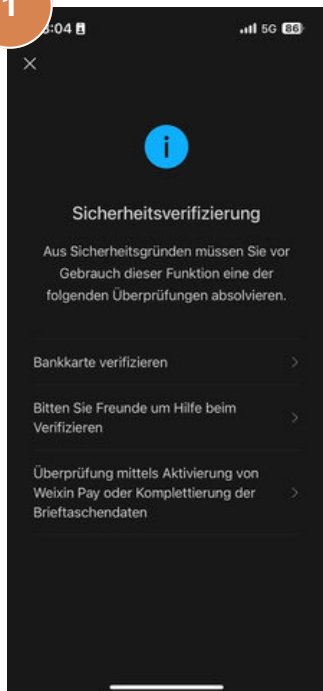 1
:04
5G 86
Sicherheitsverifizierung
Aus Sicherheitsgründen müssen Sie vor
Gebrauch dieser Funktion eine der
folgenden Überprüfungen absolvieren.
Bankkarte verifizieren
Bitten Sie Freunde um Hilfe beim
Verifizieren
Überprüfung mittels Aktivierung von
Weixin Pay oder Komplettierung der
Brieftaschendaten